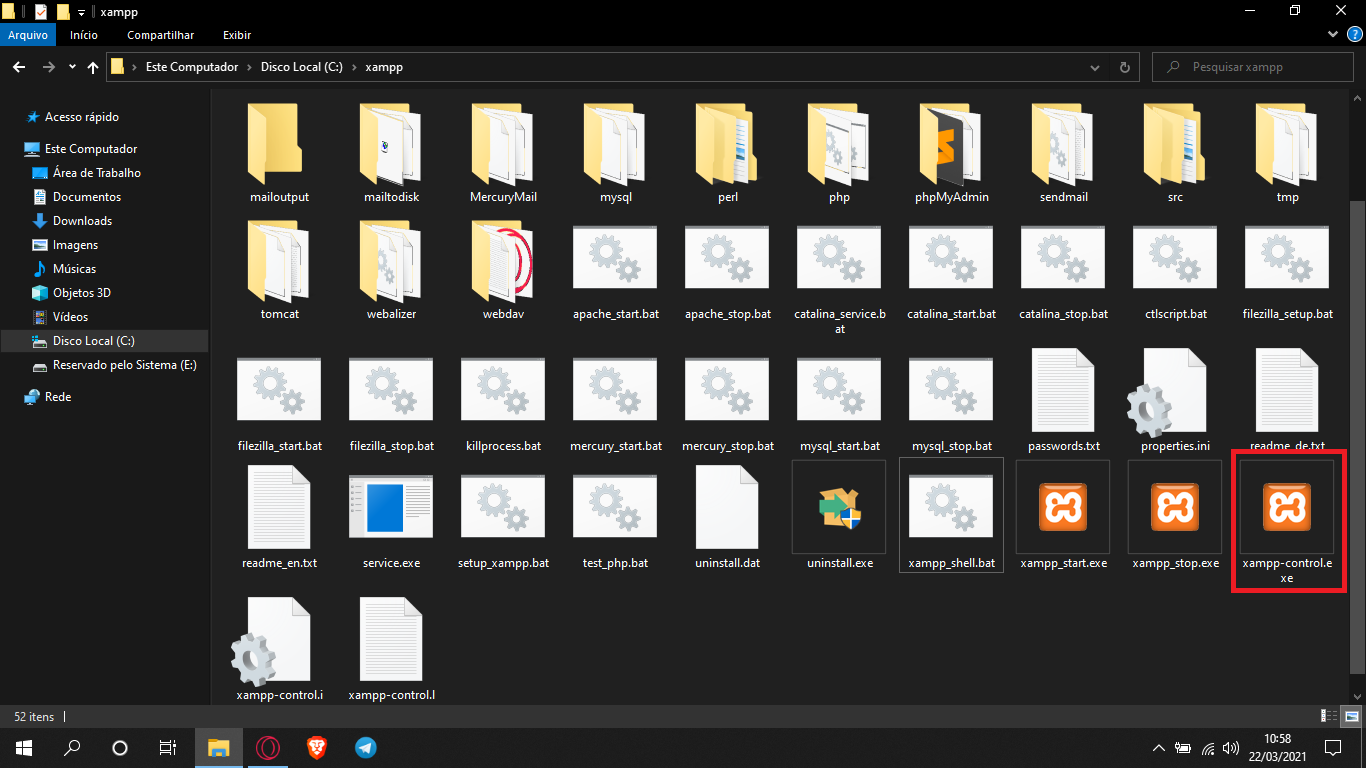 xampp
Arquivo Início Compartilhar Exibir
Este Computador Disco Local (C:) xampp
Pesquisar xampp
Acesso rápido
Este Computador
Área de Trabalho
Documentos
Downloads
Imagens
Músicas
Objetos 3D
Vídeos
Disco Local (C:)
Reservado pelo Sistema (E:)
Rede
mailoutput mailtodisk MercuryMail mysql perl php phpMyAdmin sendmail src tmp
tomcat webalizer webdav apache_start.bat apache_stop.bat catalina_service.b catalina_start.bat catalina_stop.bat ctlscript.bat filezilla_setup.bat
at
filezilla_start.bat filezilla_stop.bat killprocess.bat mercury_start.bat mercury_stop.bat mysql_start.bat mysql_stop.bat passwords.txt properties.ini readme_de.txt
readme_en.txt service.exe setup_xampp.bat test_php.bat uninstall.dat uninstall.exe xampp_shell.bat xampp_start.exe xampp_stop.exe xampp-control.e
xe
xampp-control.i xampp-control.l
52 itens
10:58
22/03/2021